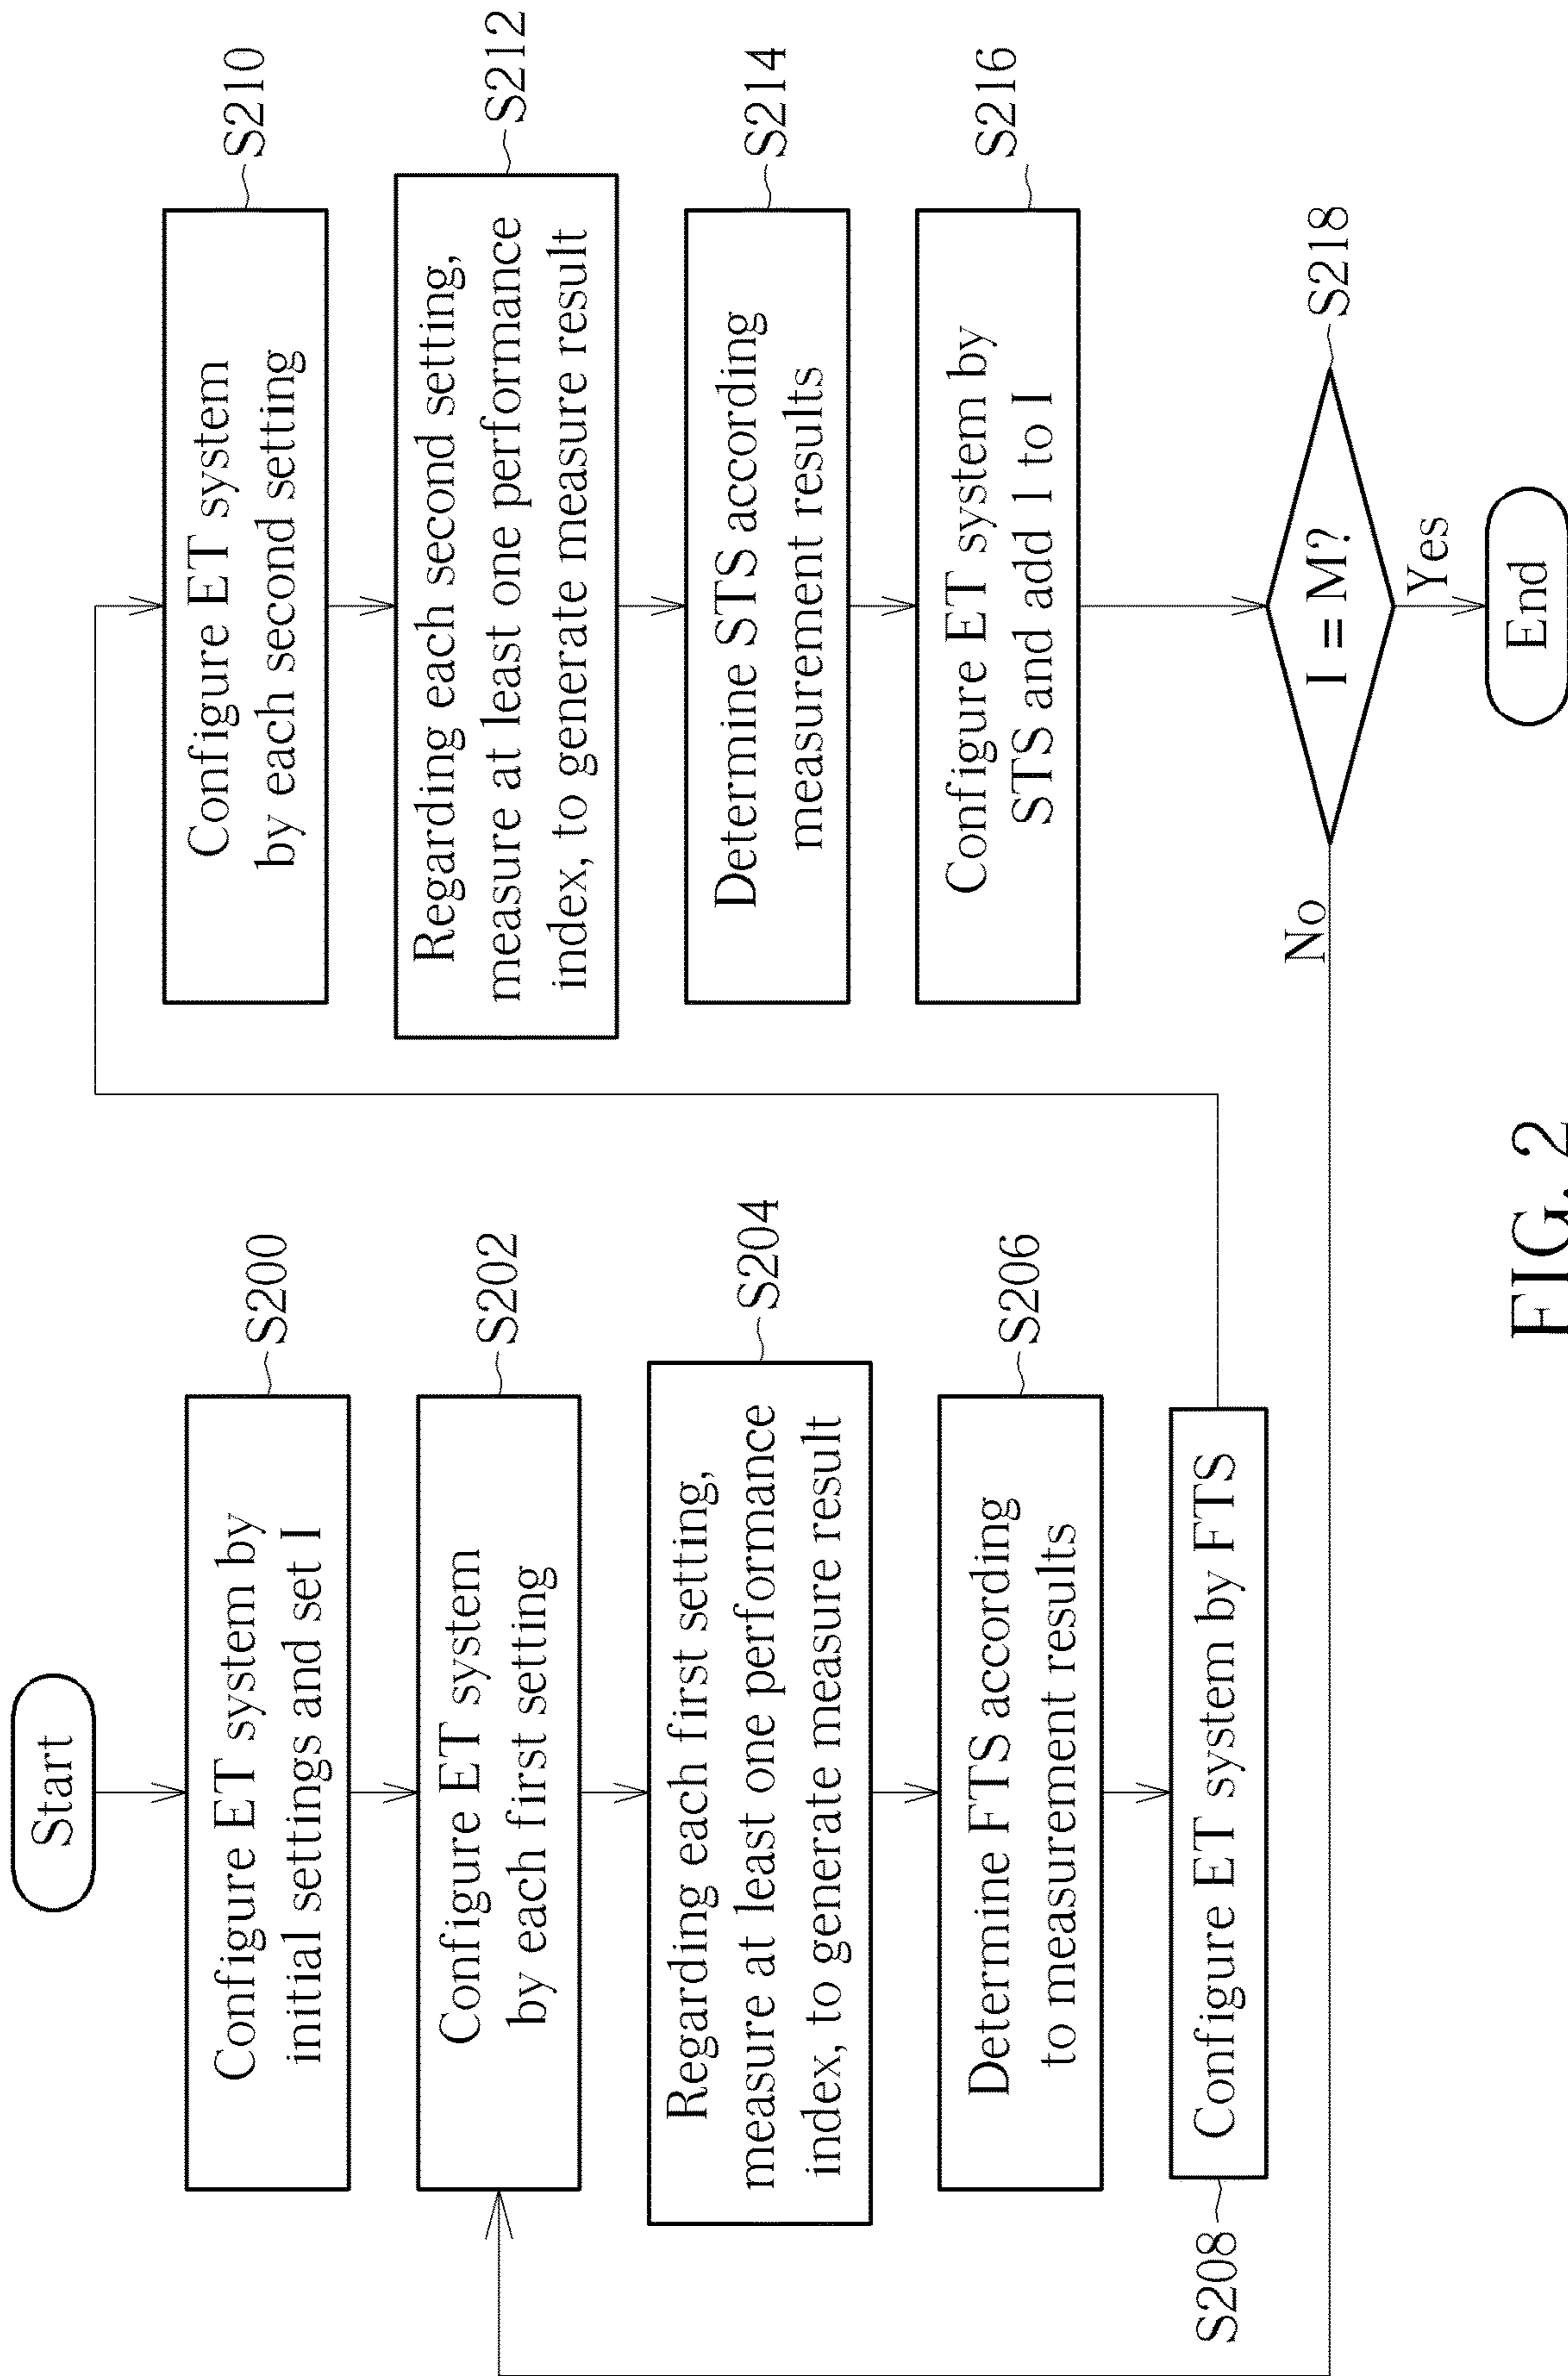 Start
Configure ET system by
initial settings and set I
S200
Configure ET system
by each first setting
S202
Regarding each first setting,
measure at least one performance
index, to generate measure result
S204
Determine FTS according
to measurement results
S206
Configure ET system by FTS
S208
Configure ET system
by each second setting
S210
Regarding each second setting,
measure at least one performance
index, to generate measure result
S212
Determine STS according
measurement results
S214
Configure ET system by
STS and add 1 to I
S216
I = M?
S218
No
Yes
End
FIG. 2